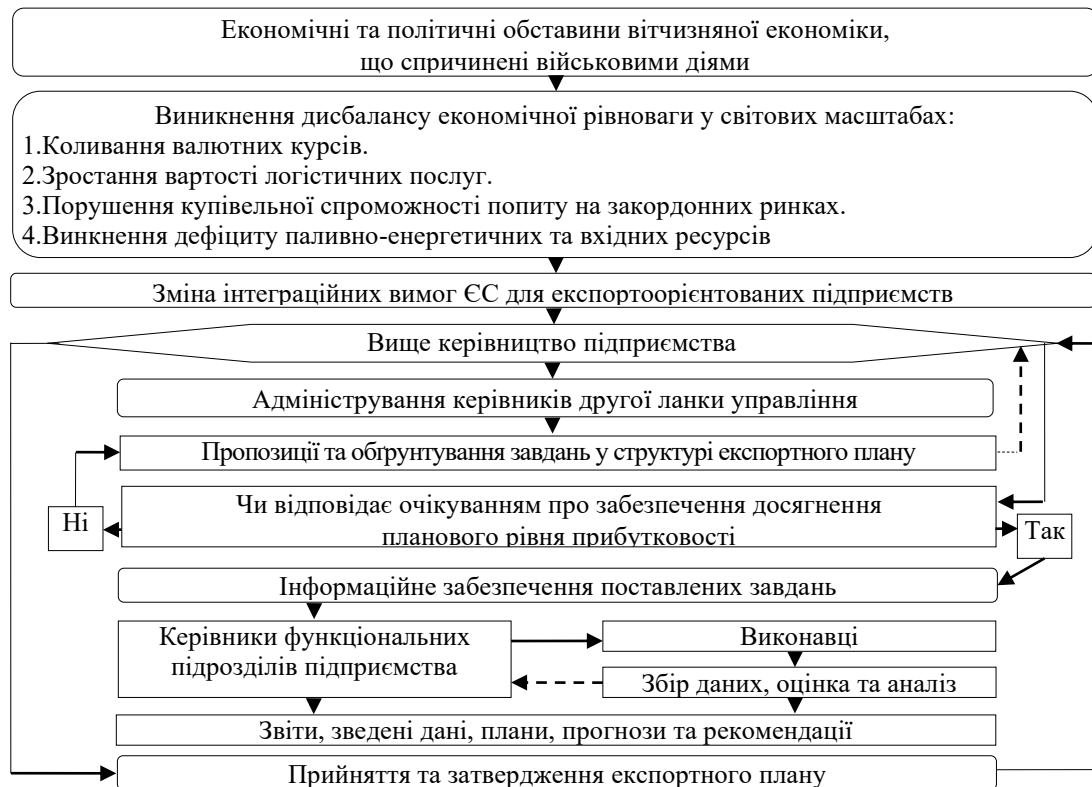 Економічні та політичні обставини вітчизняної економіки,
що спричинені військовими діями
Виникнення дисбалансу економічної рівноваги у світових масштабах:
1.Коливання валютних курсів.
2.Зростання вартості логістичних послуг.
3.Порушення купівельної спроможності попиту на закордонних ринках.
4.Винкнення дефіциту паливно-енергетичних та вхідних ресурсів
Зміна інтеграційних вимог ЄС для експортоорієнтованих підприємств
Вище керівництво підприємства
Адміністрування керівників другої ланки управління
Пропозиції та обґрунтування завдань у структурі експортного плану
Чи відповідає очікуванням про забезпечення досягнення
планового рівня прибутковості
Ні
Так
Інформаційне забезпечення поставлених завдань
Керівники функціональних
підрозділів підприємства
Виконавці
Збір даних, оцінка та аналіз
Звіти, зведені дані, плани, прогнози та рекомендації
Прийняття та затвердження експортного плану